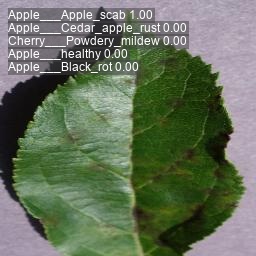 Apple___Apple_scab 1.00
Apple___Cedar_apple_rust 0.00
Cherry___Powdery_mildew 0.00
Apple___healthy 0.00
Apple___Black_rot 0.00